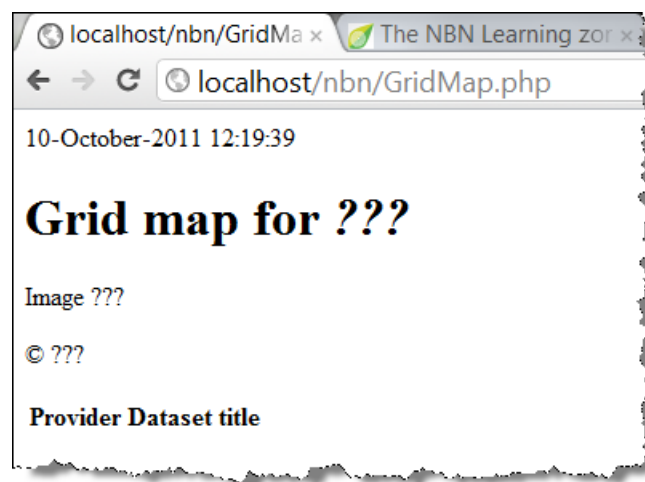 localhost/nbn/GridMa
The NBN Learning zor
localhost/nbn/GridMap.php
10-October-2011 12:19:39
Grid map for ???
Image ???
© ???
Provider Dataset title